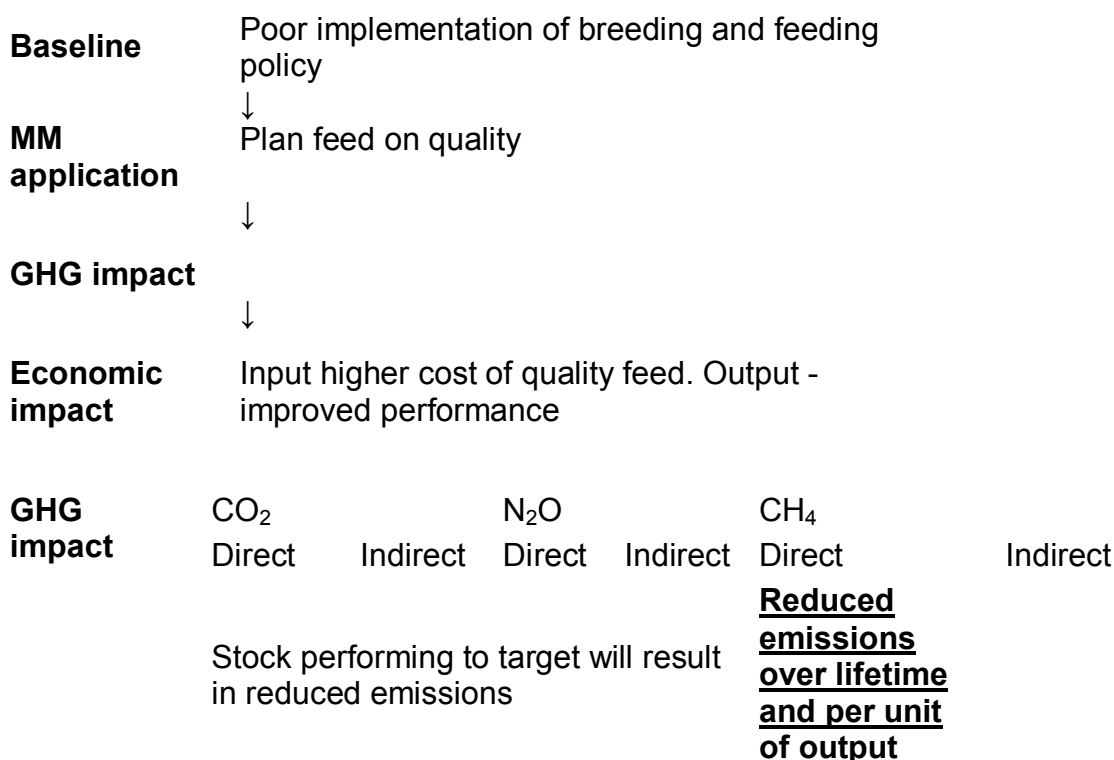 Baseline
Poor implementation of breeding and feeding
policy
↓
MM
application
Plan feed on quality
↓
GHG impact
↓
Economic
impact
Input higher cost of quality feed. Output -
improved performance
GHG
impact
CO₂ N₂O CH₄
Direct Indirect Direct Indirect Direct Indirect
Stock performing to target will result
in reduced emissions
Reduced
emissions
over lifetime
and per unit
of output